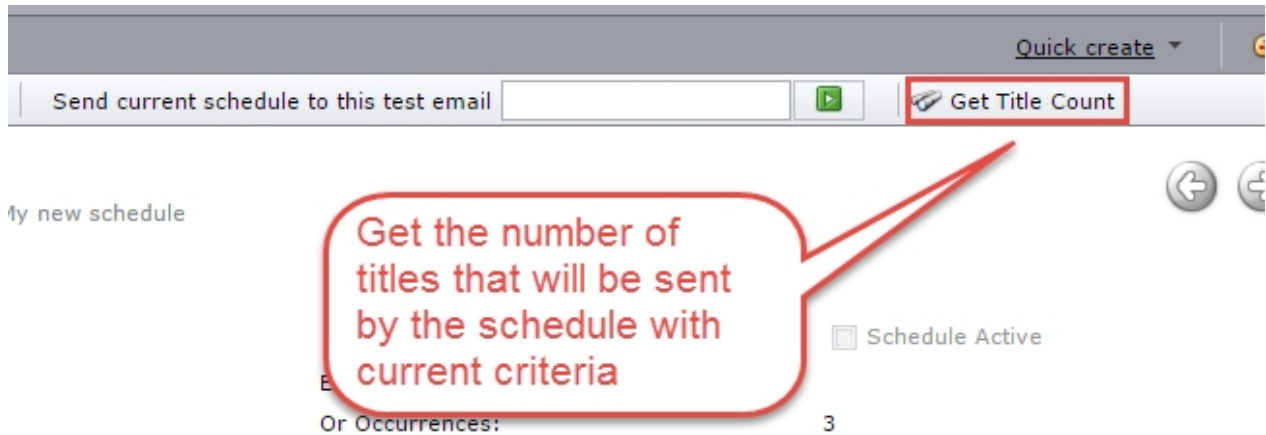 Quick create
Send current schedule to this test email Get Title Count
My new schedule
Get the number of
titles that will be sent
by the schedule with
current criteria
Schedule Active
Or Occurrences: 3